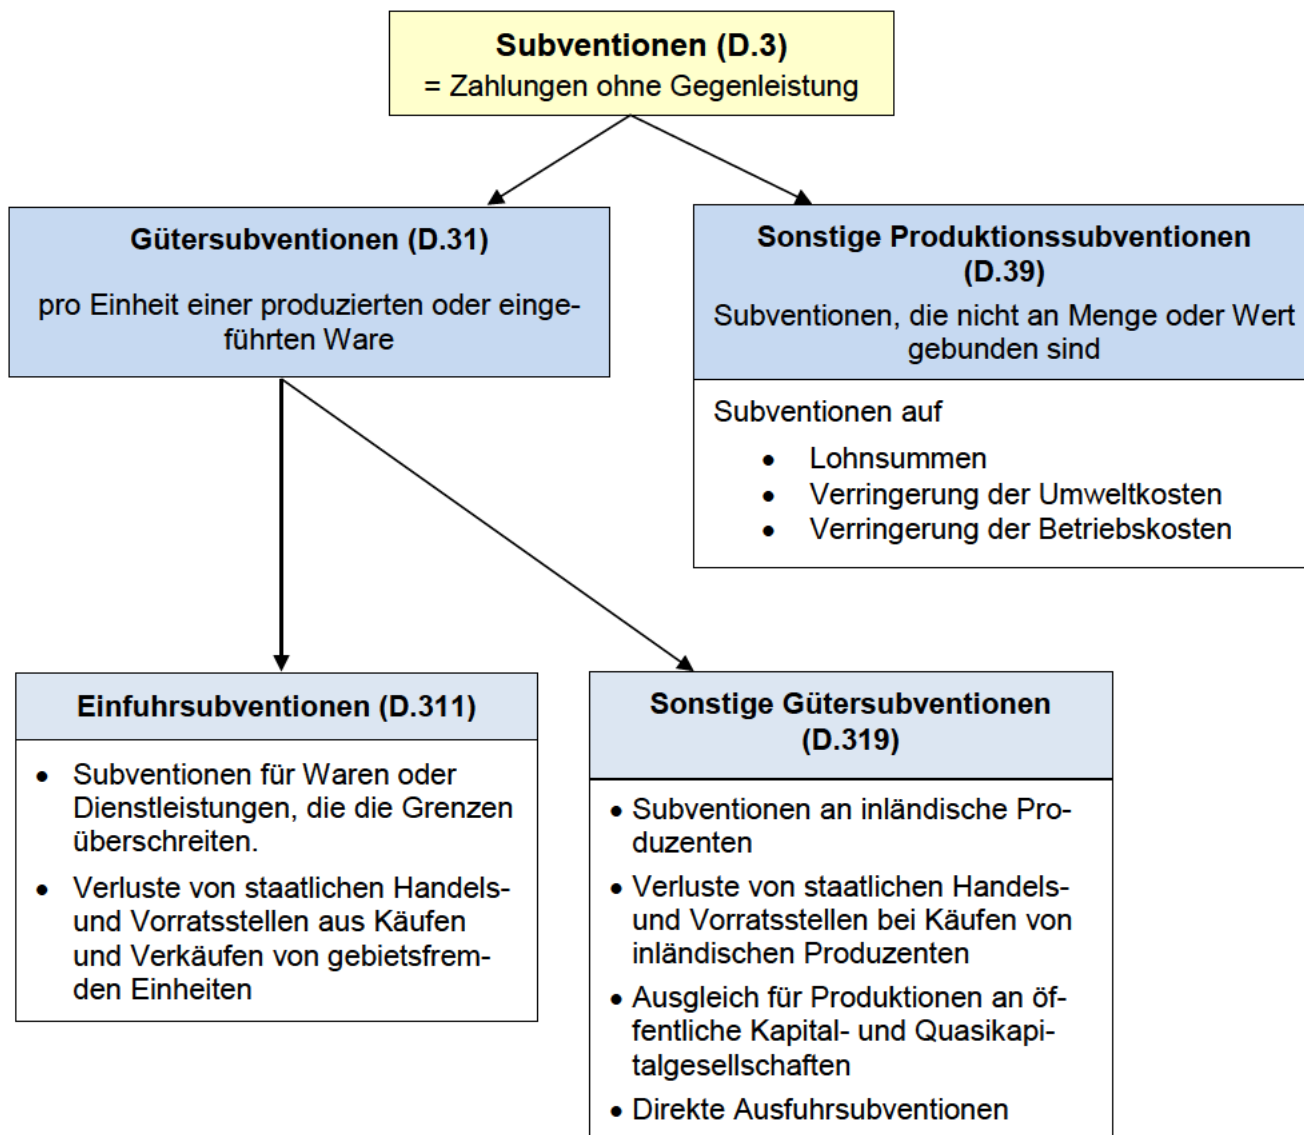 Subventionen (D.3)
= Zahlungen ohne Gegenleistung
Gütersubventionen (D.31)
pro Einheit einer produzierten oder einge-
führten Ware
Sonstige Produktionssubventionen
(D.39)
Subventionen, die nicht an Menge oder Wert
gebunden sind
Subventionen auf
• Lohnsummen
• Verringerung der Umweltkosten
• Verringerung der Betriebskosten
Einfuhrsubventionen (D.311)
• Subventionen für Waren oder
Dienstleistungen, die die Grenzen
überschreiten.
• Verluste von staatlichen Handels-
und Vorratsstellen aus Käufen
und Verkäufen von gebietsfrem-
den Einheiten
Sonstige Gütersubventionen
(D.319)
• Subventionen an inländische Pro-
duzenten
• Verluste von staatlichen Handels-
und Vorratsstellen bei Käufen von
inländischen Produzenten
• Ausgleich für Produktionen an öf-
fentliche Kapital- und Quasikapi-
talgesellschaften
• Direkte Ausfuhrsubventionen